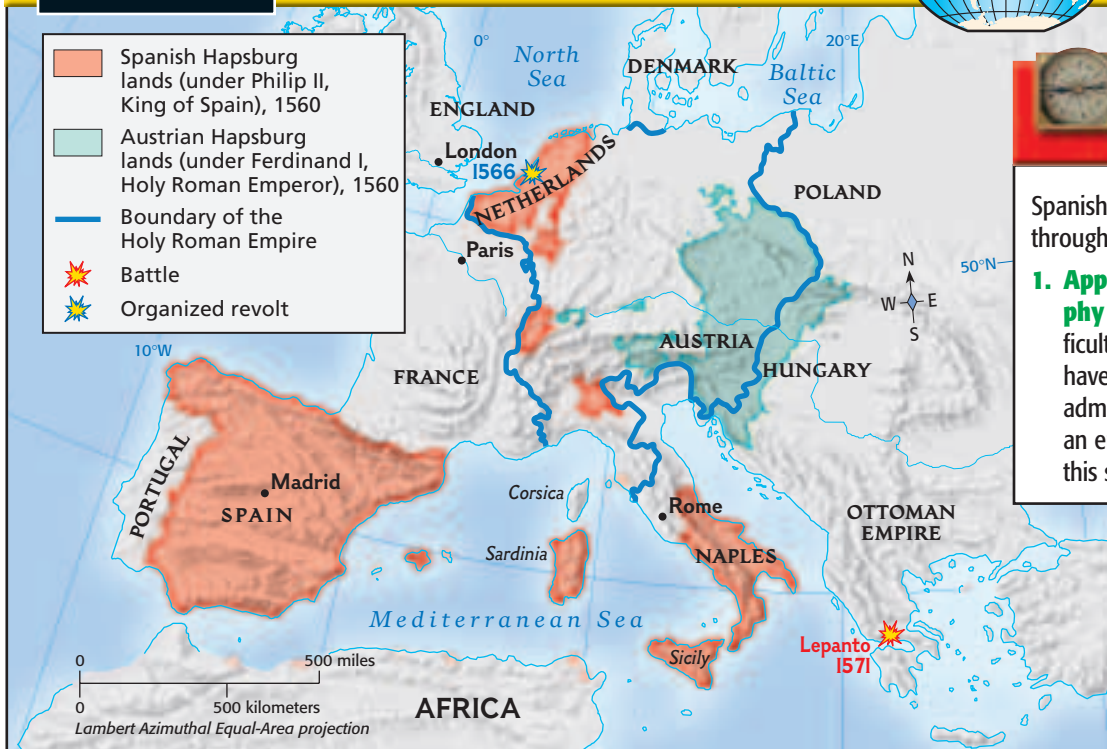 Spanish Hapsburg
lands (under Philip II,
King of Spain), 1560
Austrian Hapsburg
lands (under Ferdinand I,
Holy Roman Emperor), 1560
Boundary of the
Holy Roman Empire
Battle
Organized revolt
0°
20°E
North
Sea
DENMARK
Baltic
Sea
ENGLAND
London
1566
NETHERLANDS
POLAND
Paris
50°N
N
W E
S
10°W
AUSTRIA
HUNGARY
FRANCE
PORTUGAL
Madrid
SPAIN
Corsica
Rome
OTTOMAN
EMPIRE
Sardinia
NAPLES
Mediterranean Sea
Sicily
Lepanto
1571
0 500 miles
0 500 kilometers
Lambert Azimuthal Equal-Area projection
AFRICA
Spanish
through
1. App
phy
ficult
have
adm
an e
this s